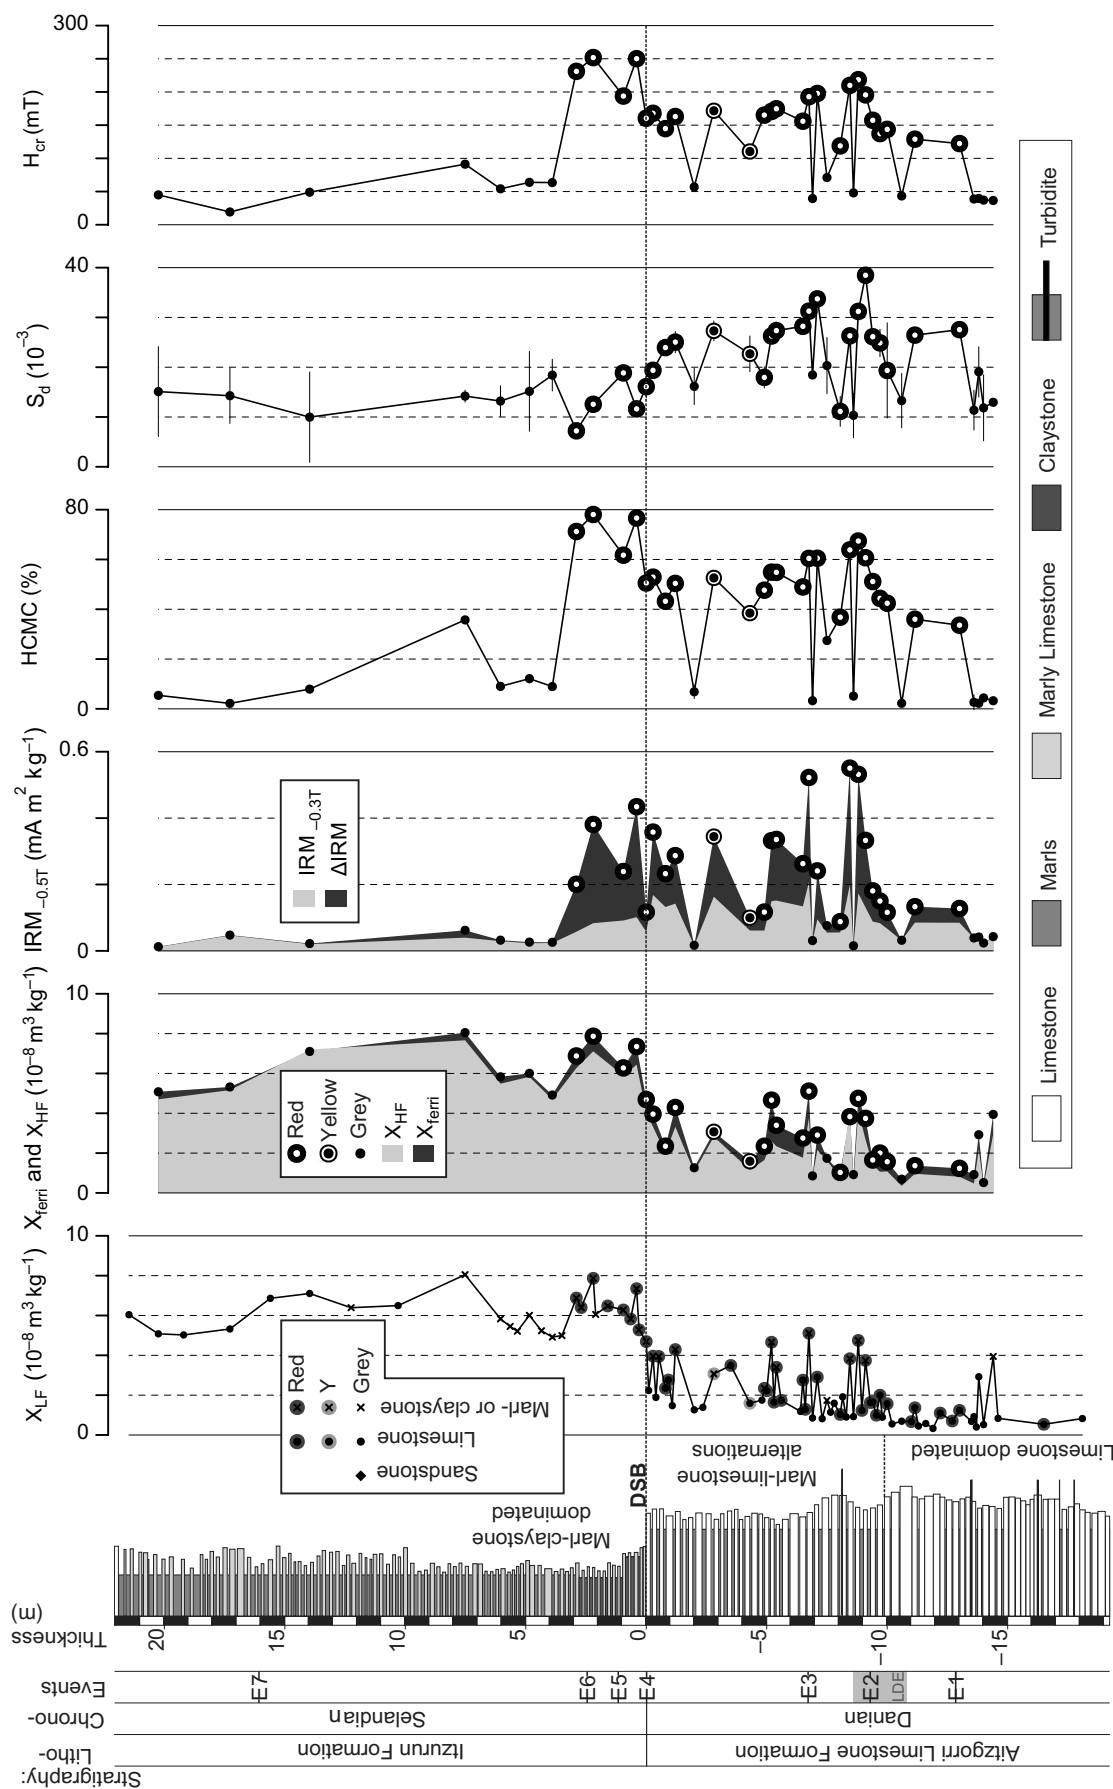 300
0
H_cr (mT)
40
0
S_d (10⁻³)
80
0
HCMC (%)
0.6
0
IRM_−0.5T (mA m² kg⁻¹)
IRM_−0.3T
ΔIRM
10
0
X_ferri and X_HF (10⁻⁸ m³ kg⁻¹)
Red
Yellow
Grey
X_HF
X_ferri
10
0
X_LF (10⁻⁸ m³ kg⁻¹)
Red
Y
Grey
Marl- or claystone
Limestone
Sandstone
Marl-claystone
dominated
DSB
Marl-limestone
alternations
Limestone dominated
Thickness
(m)
20
15
10
5
0
−5
−10
−15
Events
E7
E6
E5
E4
E3
E2
LDE
E1
Chrono-
Selandian
Danian
Litho-
Itzurun Formation
Aitzgorri Limestone Formation
Stratigraphy:
Limestone
Marls
Marly Limestone
Claystone
Turbidite